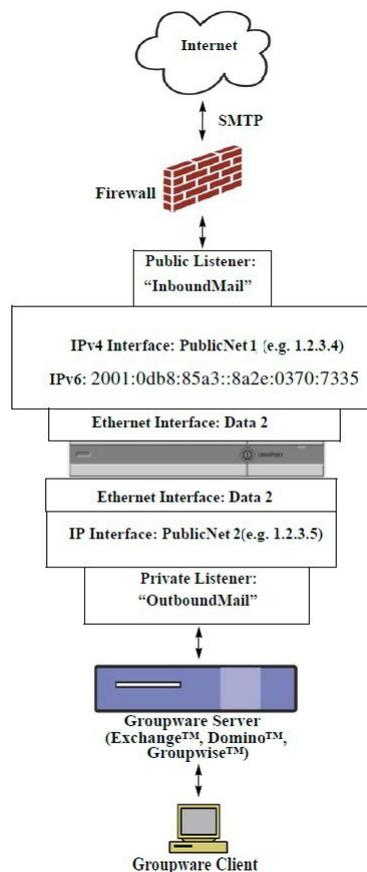 Internet
SMTP
Firewall
Public Listener:
“InboundMail”
IPv4 Interface: PublicNet 1 (e.g. 1.2.3.4)
IPv6: 2001:0db8:85a3::8a2e:0370:7335
Ethernet Interface: Data 2
IRONPORT
Ethernet Interface: Data 2
IP Interface: PublicNet 2(e.g. 1.2.3.5)
Private Listener:
“OutboundMail”
Groupware Server
(Exchange™, Domino™,
Groupwise™)
Groupware Client